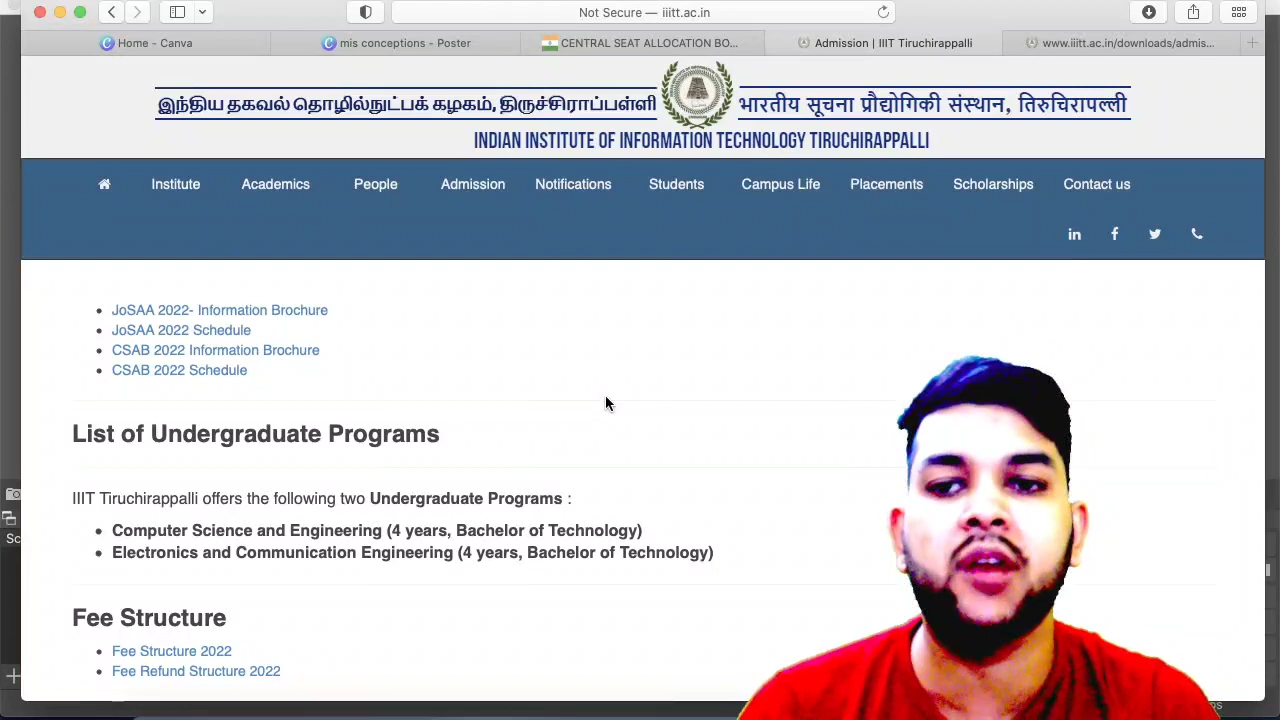 Not Secure — iiitt.ac.in
Home - Canva
mis conceptions - Poster
CENTRAL SEAT ALLOCATION BO...
Admission | IIIT Tiruchirappalli
www.iiitt.ac.in/downloads/admis...
இந்திய தகவல் தொழில்நுட்பக் கழகம், திருச்சிராப்பள்ளி
भारतीय सूचना प्रौद्योगिकी संस्थान, तिरुचिरापल्ली
INDIAN INSTITUTE OF INFORMATION TECHNOLOGY TIRUCHIRAPPALLI
Institute Academics People Admission Notifications Students Campus Life Placements Scholarships Contact us
JoSAA 2022- Information Brochure
JoSAA 2022 Schedule
CSAB 2022 Information Brochure
CSAB 2022 Schedule
List of Undergraduate Programs
IIIT Tiruchirappalli offers the following two Undergraduate Programs :
Computer Science and Engineering (4 years, Bachelor of Technology)
Electronics and Communication Engineering (4 years, Bachelor of Technology)
Sc
Fee Structure
Fee Structure 2022
Fee Refund Structure 2022